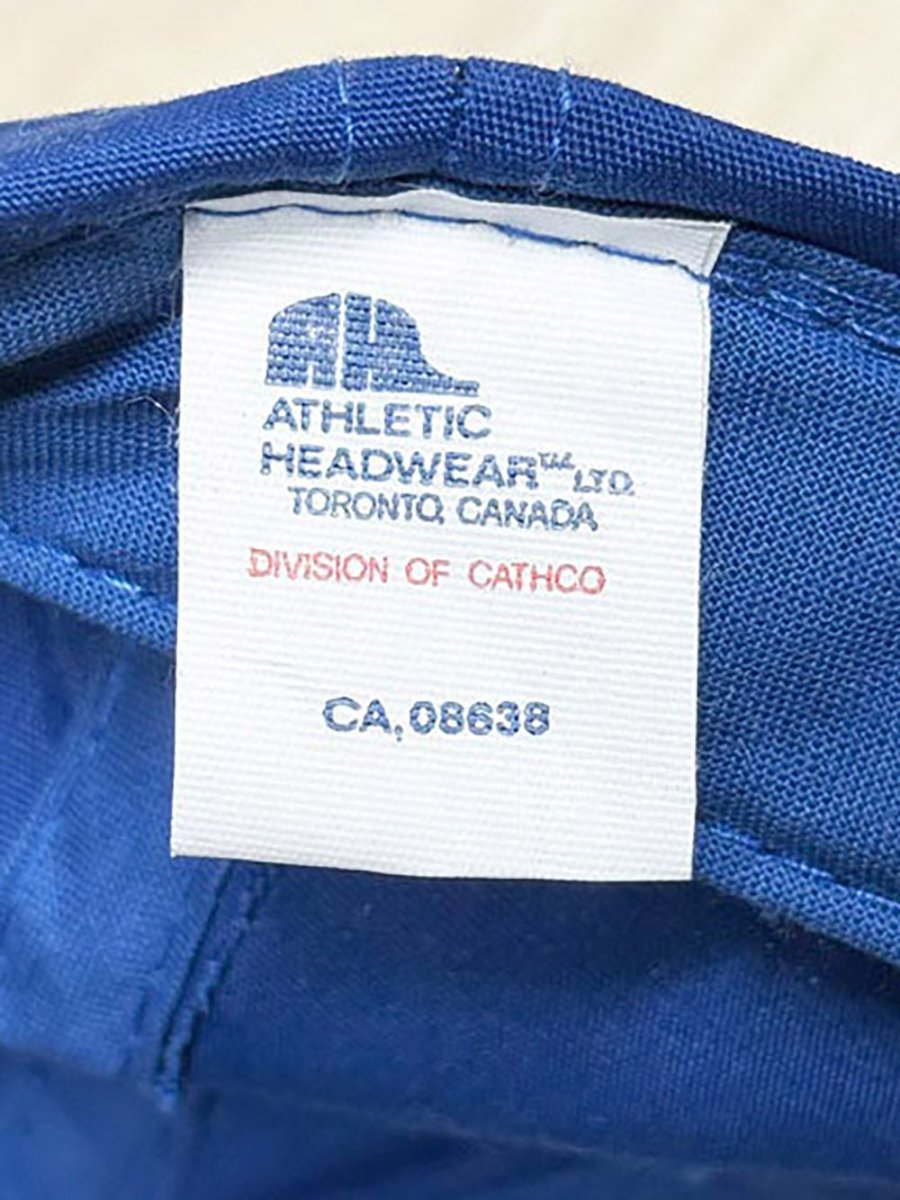 AH
ATHLETIC
HEADWEAR™ LTD.
TORONTO, CANADA
DIVISION OF CATHCO
CA, 08638